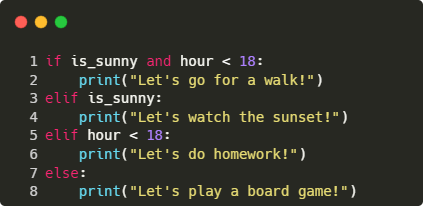 1 if is_sunny and hour < 18:
2     print("Let's go for a walk!")
3 elif is_sunny:
4     print("Let's watch the sunset!")
5 elif hour < 18:
6     print("Let's do homework!")
7 else:
8     print("Let's play a board game!")